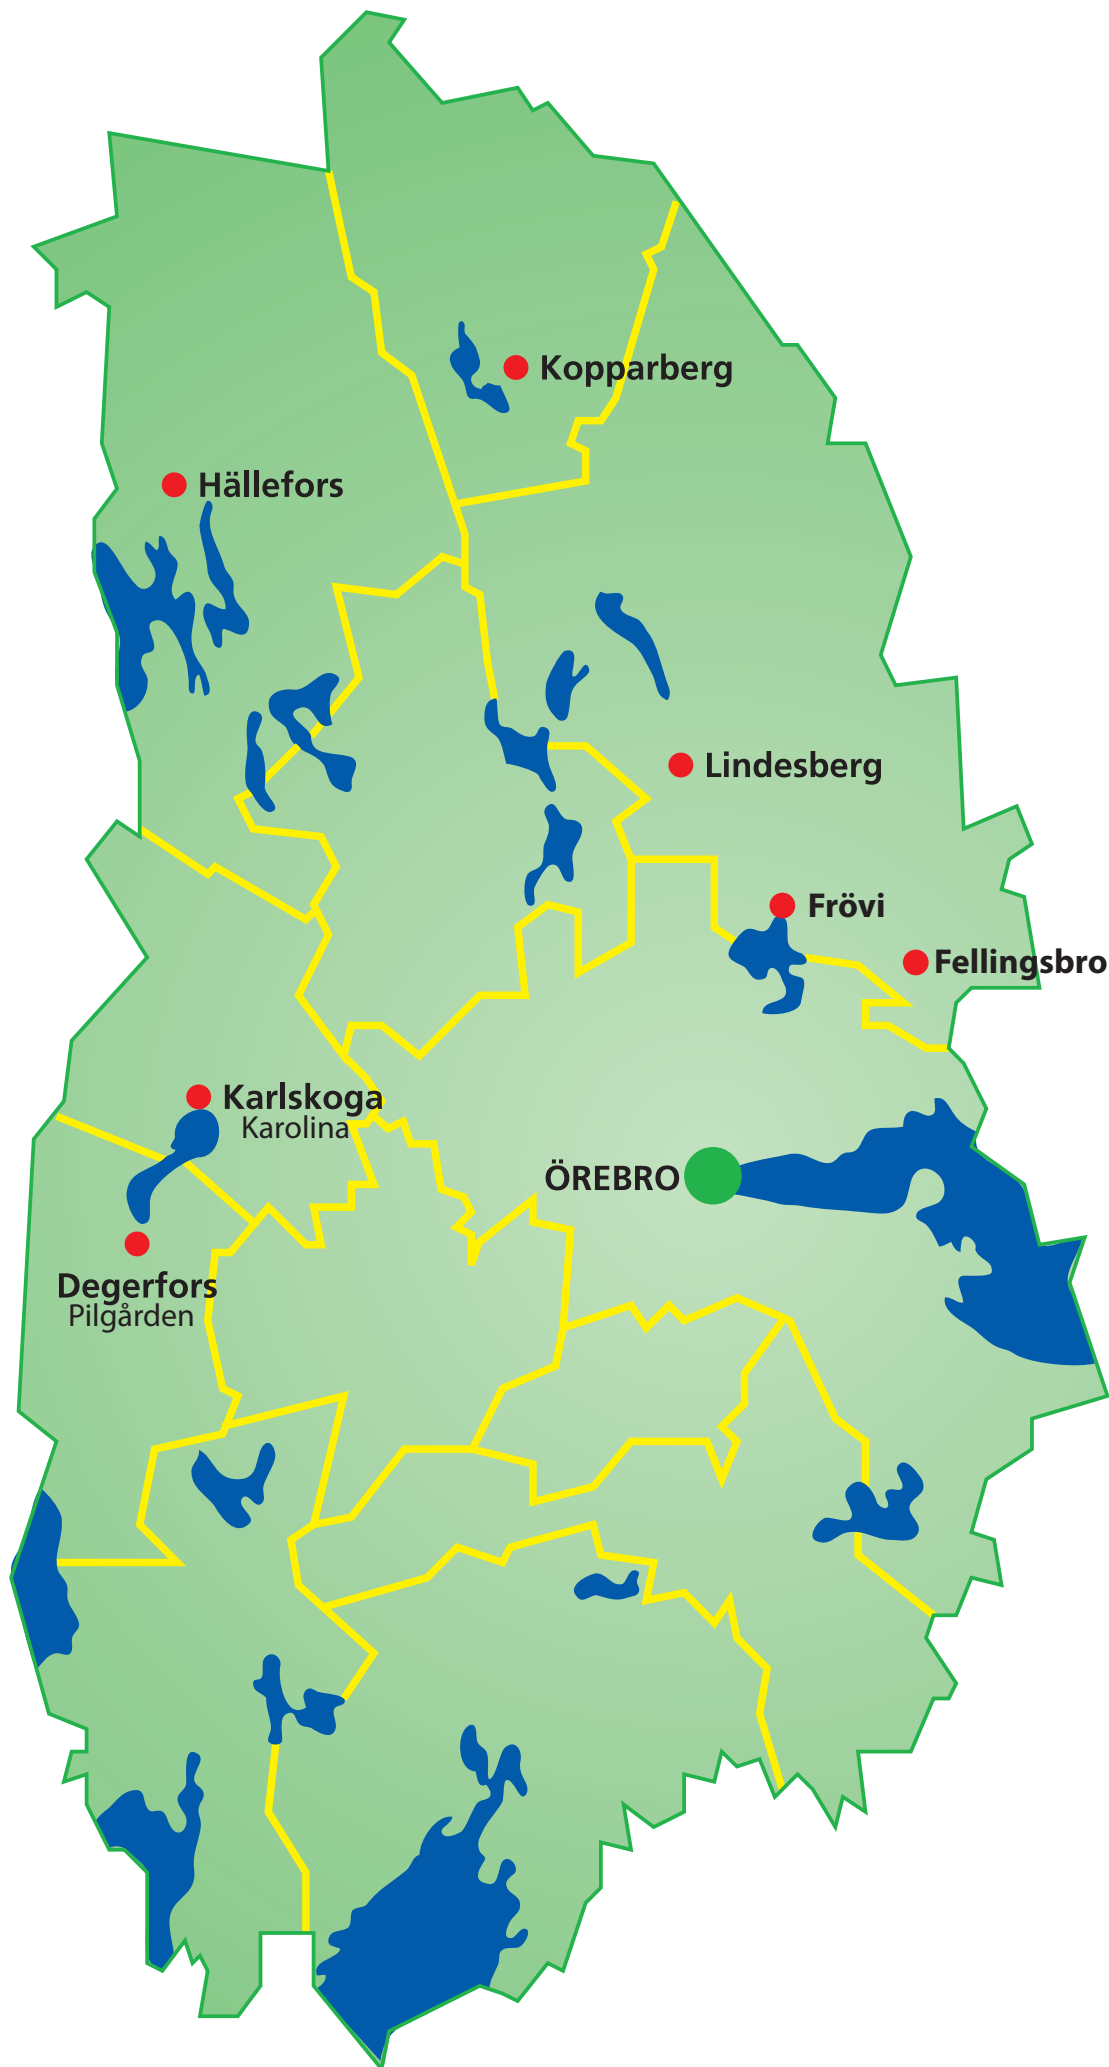 Kopparberg
Hällefors
Lindesberg
Frövi
Fellingsbro
Karlskoga
Karolina
ÖREBRO
Degerfors
Pilgården